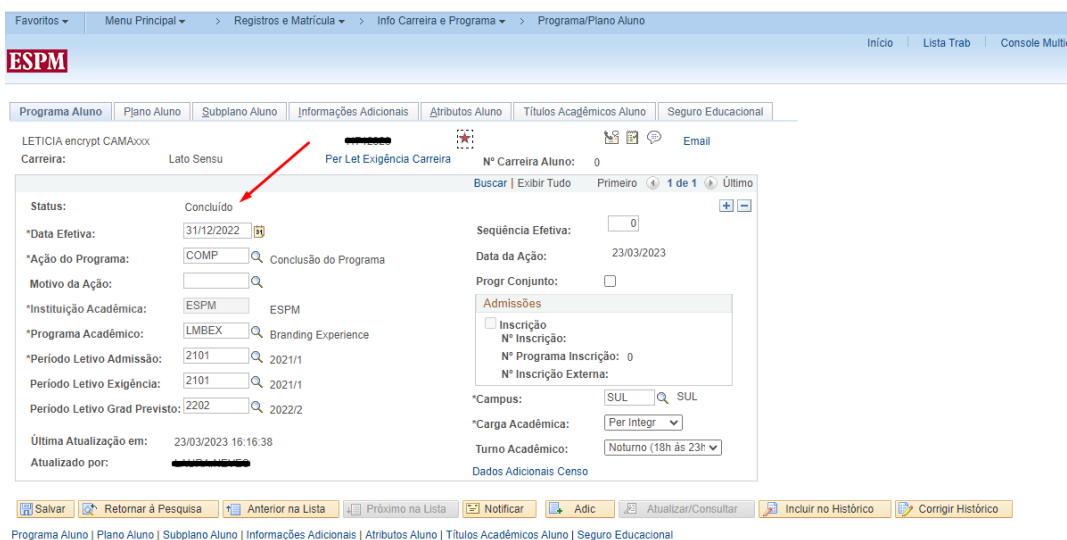 Favoritos Menu Principal > Registros e Matrícula > Info Carreira e Programa > Programa/Plano Aluno
Início Lista Trab Console Multi
ESPM
Programa Aluno Plano Aluno Subplano Aluno Informações Adicionais Atributos Aluno Títulos Acadêmicos Aluno Seguro Educacional
LETICIA encrypt CAMAxxx Email
Carreira: Lato Sensu Per Let Exigência Carreira Nº Carreira Aluno: 0
Buscar | Exibir Tudo Primeiro 1 de 1 Último
Status: Concluído
*Data Efetiva: 31/12/2022 Seqüência Efetiva: 0
*Ação do Programa: COMP Conclusão do Programa Data da Ação: 23/03/2023
Motivo da Ação: Progr Conjunto:
*Instituição Acadêmica: ESPM ESPM Admissões
Inscrição
Nº Inscrição:
*Programa Acadêmico: LMBEX Branding Experience
*Período Letivo Admissão: 2101 2021/1 Nº Programa Inscrição: 0
Nº Inscrição Externa:
Período Letivo Exigência: 2101 2021/1
*Campus: SUL SUL
Período Letivo Grad Previsto: 2202 2022/2
*Carga Acadêmica: Per Integr
Última Atualização em: 23/03/2023 16:16:38 Turno Acadêmico: Noturno (18h às 23h
Atualizado por:
Dados Adicionais Censo
Salvar Retornar à Pesquisa Anterior na Lista Próximo na Lista Notificar Adic Atualizar/Consultar Incluir no Histórico Corrigir Histórico
Programa Aluno | Plano Aluno | Subplano Aluno | Informações Adicionais | Atributos Aluno | Títulos Acadêmicos Aluno | Seguro Educacional